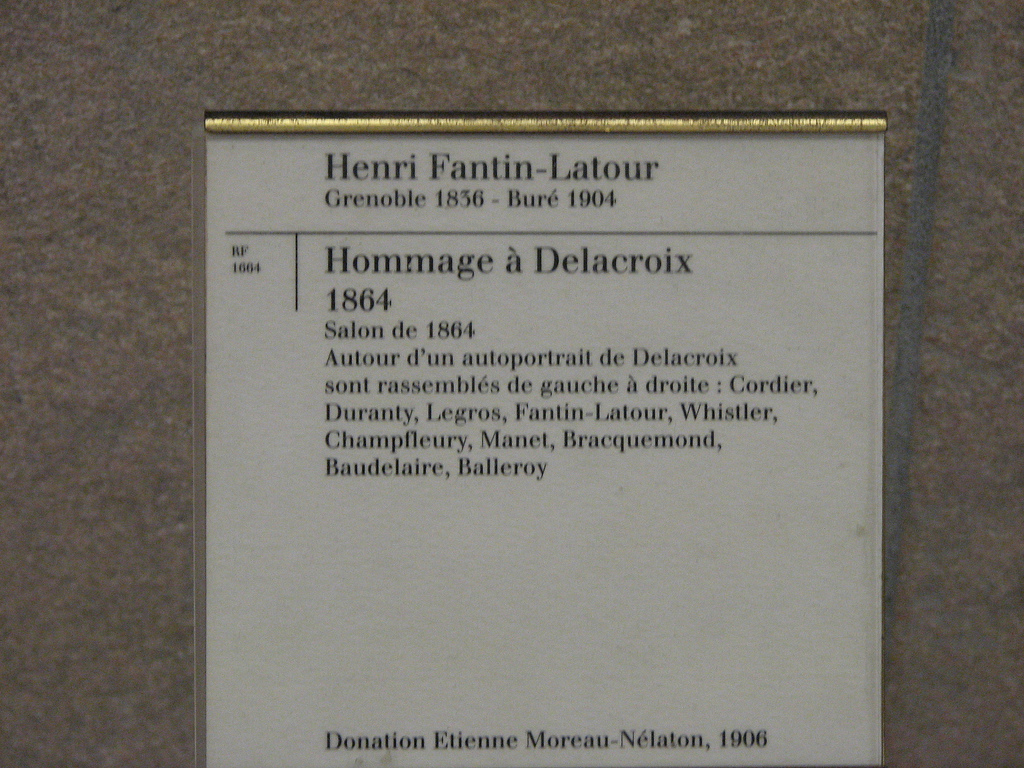 Henri Fantin-Latour
Grenoble 1836 - Buré 1904
RF
1664
Hommage à Delacroix
1864
Salon de 1864
Autour d'un autoportrait de Delacroix
sont rassemblés de gauche à droite : Cordier,
Duranty, Legros, Fantin-Latour, Whistler,
Champfleury, Manet, Bracquemond,
Baudelaire, Balleroy
Donation Etienne Moreau-Nélaton, 1906